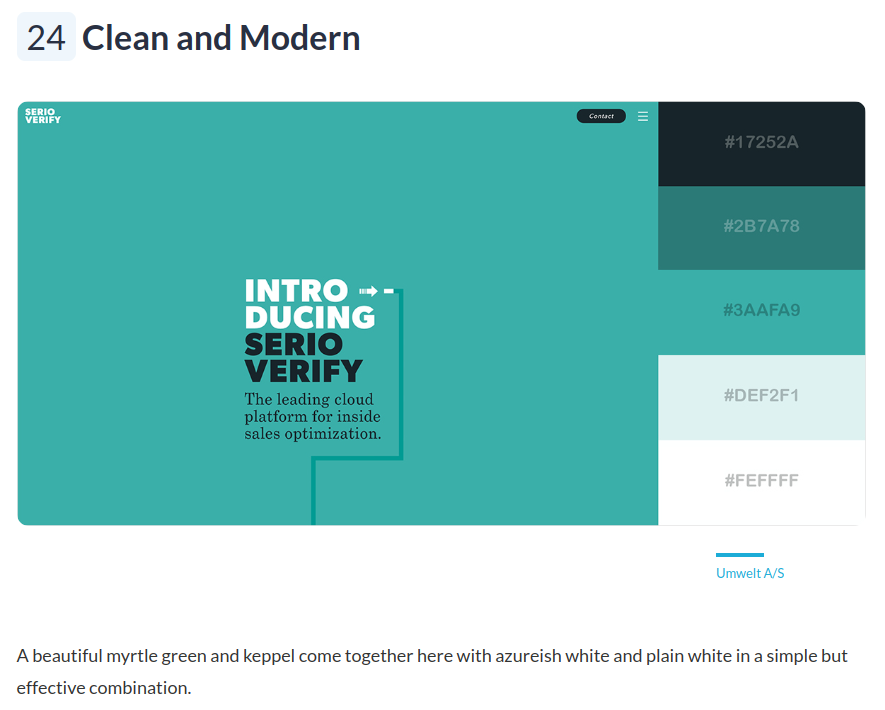 24 Clean and Modern
SERIO
VERIFY
Contact
INTRO
DUCING
SERIO
VERIFY
The leading cloud
platform for inside
sales optimization.
#17252A
#2B7A78
#3AAFA9
#DEF2F1
#FEFFFF
Umwelt A/S
A beautiful myrtle green and keppel come together here with azureish white and plain white in a simple but
effective combination.